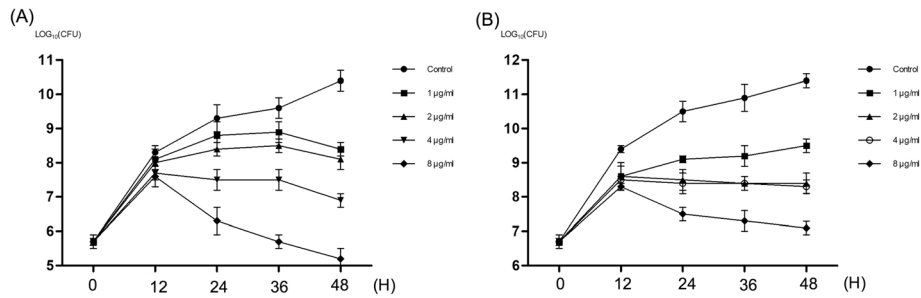 (A)
LOG₁₀(CFU)
11
10
9
8
7
6
5
0 12 24 36 48 (H)
Control
1 μg/ml
2 μg/ml
4 μg/ml
8 μg/ml
(B)
LOG₁₀(CFU)
12
11
10
9
8
7
6
0 12 24 36 48 (H)
Control
1 μg/ml
2 μg/ml
4 μg/ml
8 μg/ml